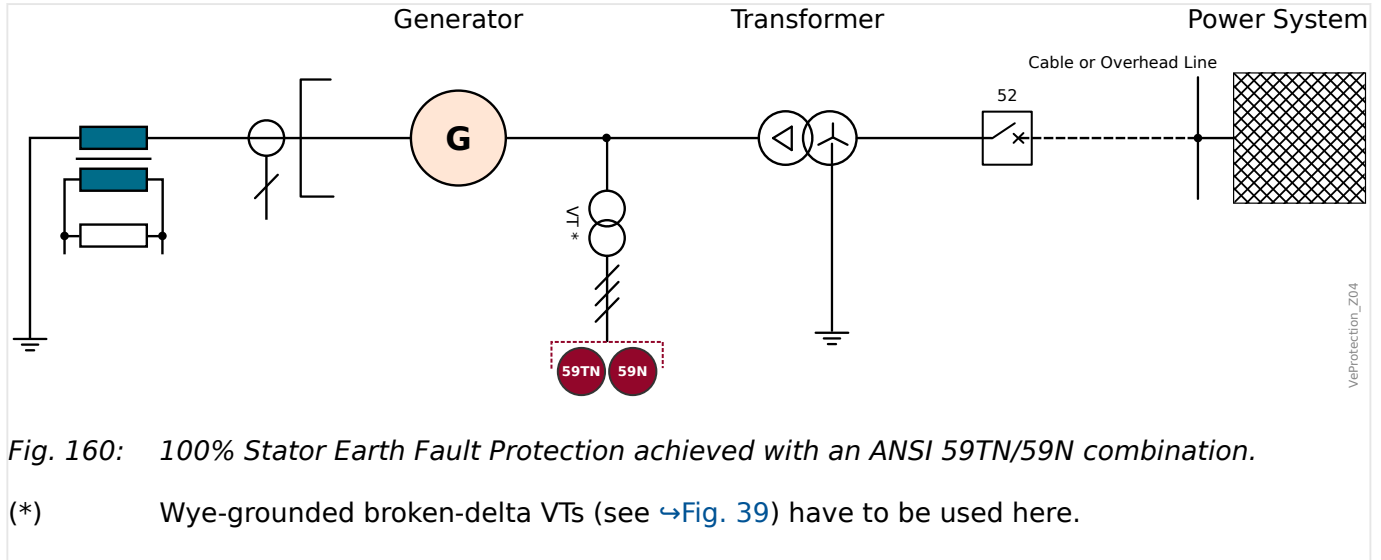 Generator
Transformer
Power System
Cable or Overhead Line
52
G
VT *
59TN
59N
VeProtection_Z04
Fig. 160: 100% Stator Earth Fault Protection achieved with an ANSI 59TN/59N combination.
(*) Wye-grounded broken-delta VTs (see ↪Fig. 39) have to be used here.